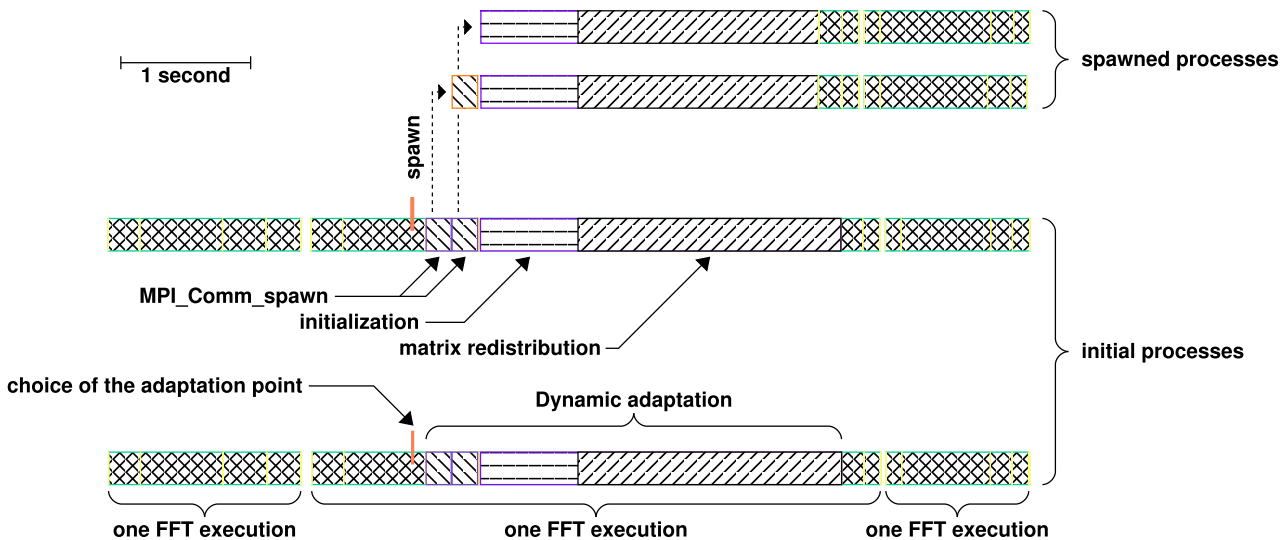 spawned processes
1 second
spawn
MPI_Comm_spawn
initialization
matrix redistribution
initial processes
choice of the adaptation point
Dynamic adaptation
one FFT execution
one FFT execution
one FFT execution